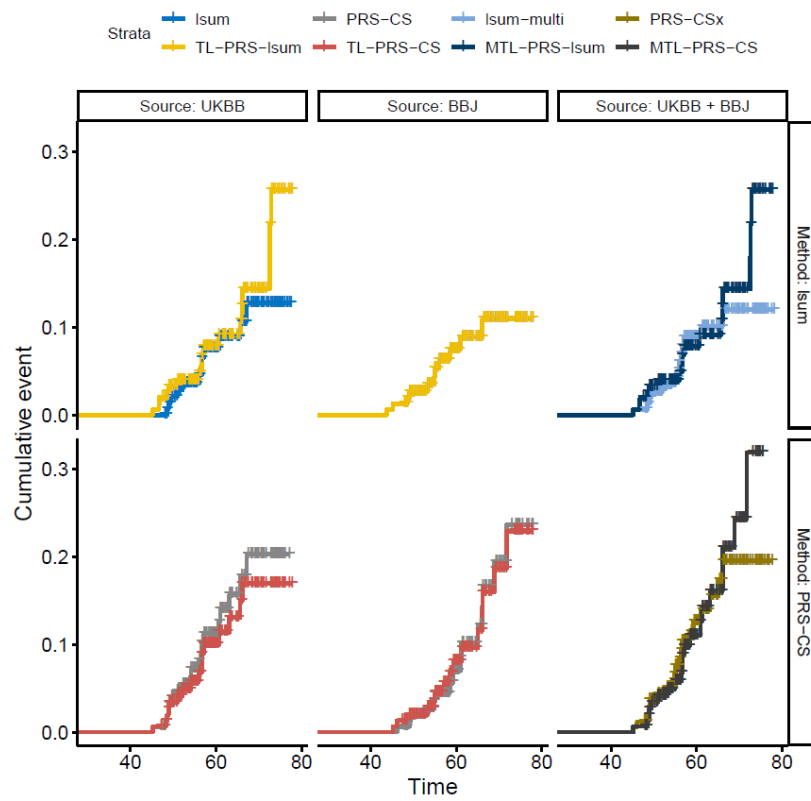 Strata
lsum
PRS−CS
lsum−multi
PRS−CSx
TL−PRS−lsum
TL−PRS−CS
MTL−PRS−lsum
MTL−PRS−CS
Source: UKBB
Source: BBJ
Source: UKBB + BBJ
Cumulative event
0.3
0.2
0.1
0.0
Method: lsum
0.3
0.2
0.1
0.0
Method: PRS−CS
40 60 80 40 60 80 40 60 80
Time